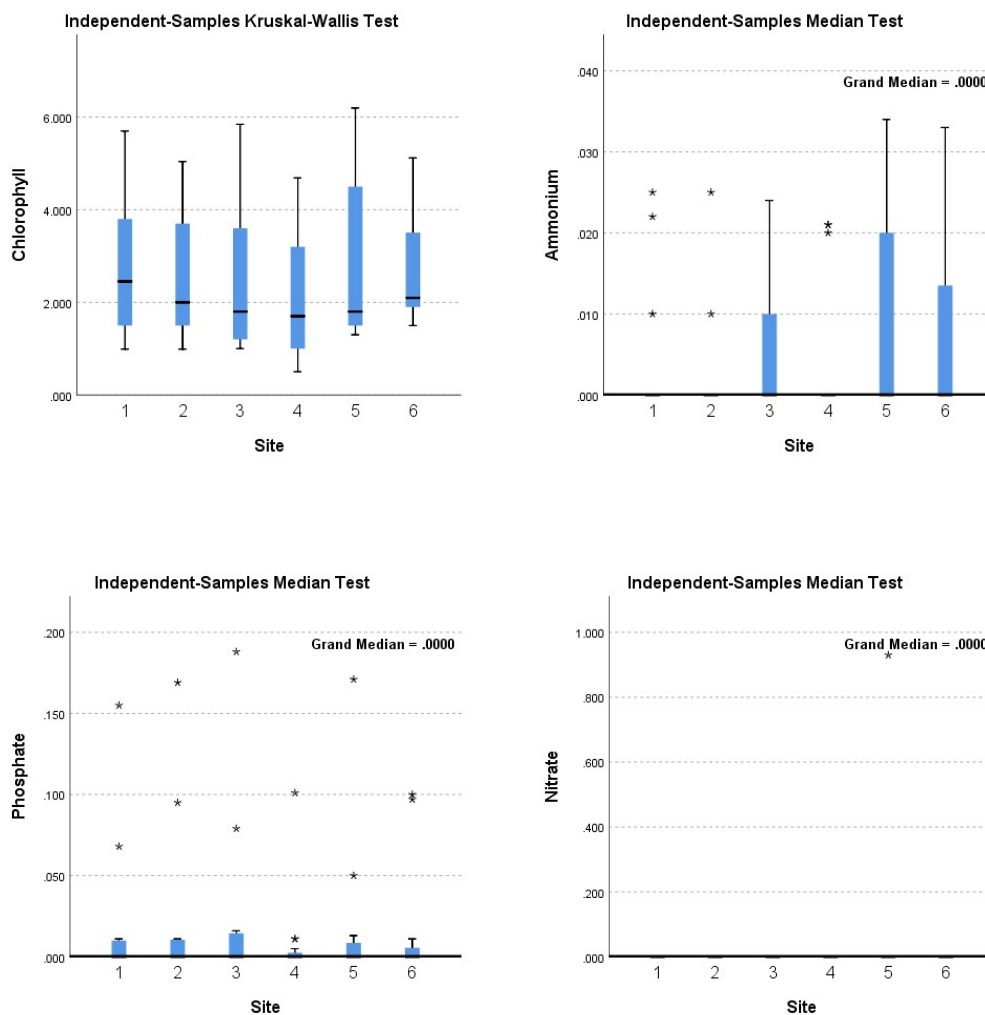 Independent-Samples Kruskal-Wallis Test
6.000
4.000
2.000
.000
Chlorophyll
1 2 3 4 5 6
Site
Independent-Samples Median Test
Grand Median = .0000
.040
.030
.020
.010
.000
Ammonium
1 2 3 4 5 6
Site
Independent-Samples Median Test
Grand Median = .0000
.200
.150
.100
.050
.000
Phosphate
1 2 3 4 5 6
Site
Independent-Samples Median Test
Grand Median = .0000
1.000
.800
.600
.400
.200
.000
Nitrate
1 2 3 4 5 6
Site